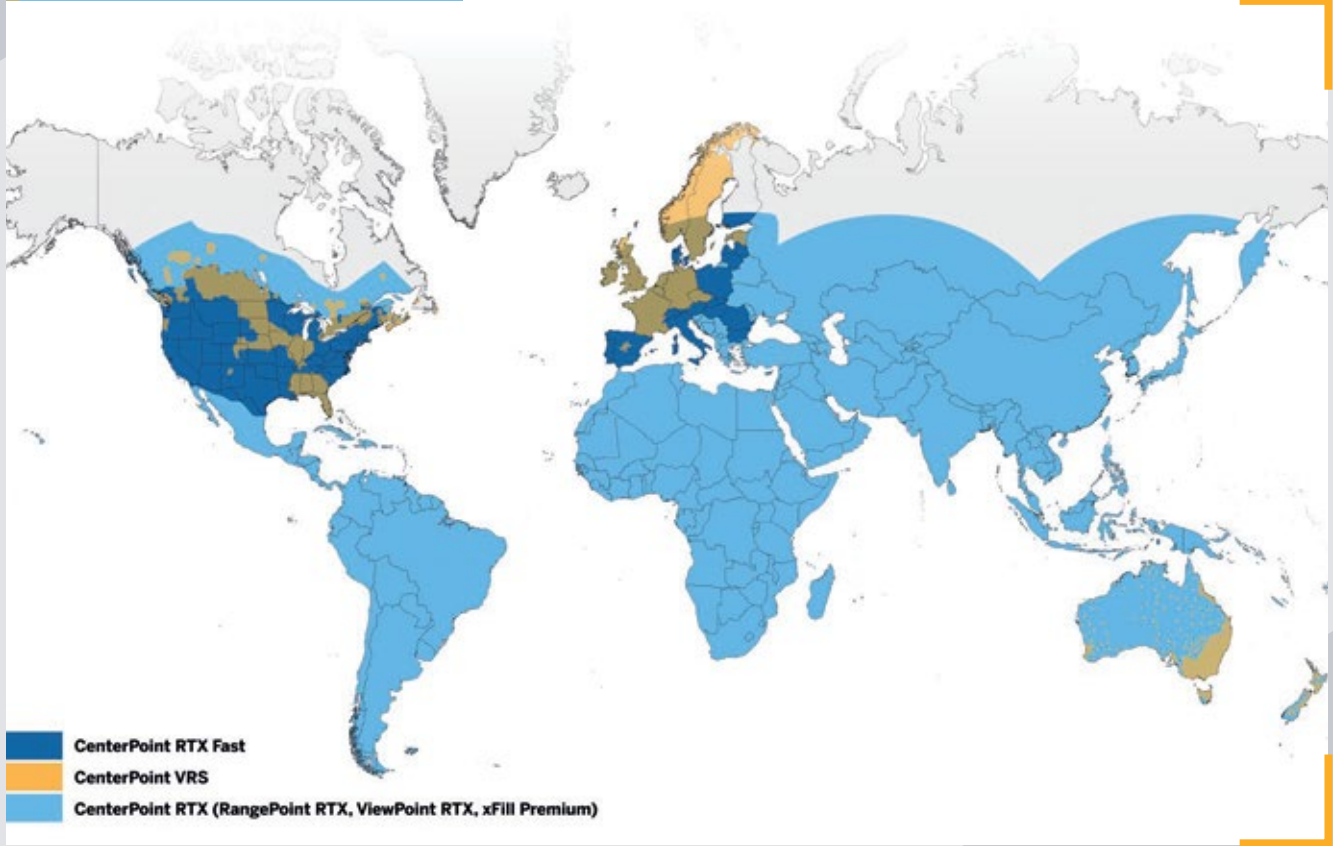 CenterPoint RTX Fast
CenterPoint VRS
CenterPoint RTX (RangePoint RTX, ViewPoint RTX, xFill Premium)